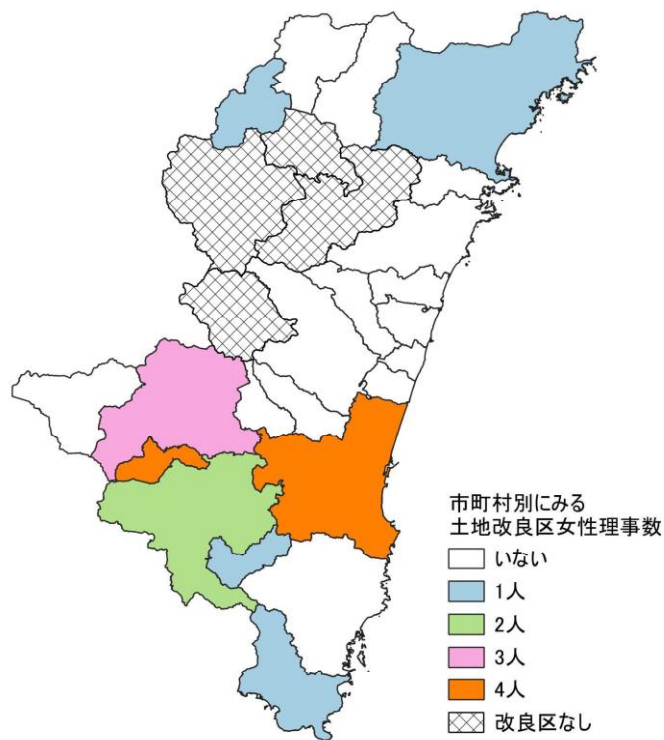 市町村別にみる
土地改良区女性理事数
いない
1人
2人
3人
4人
改良区なし